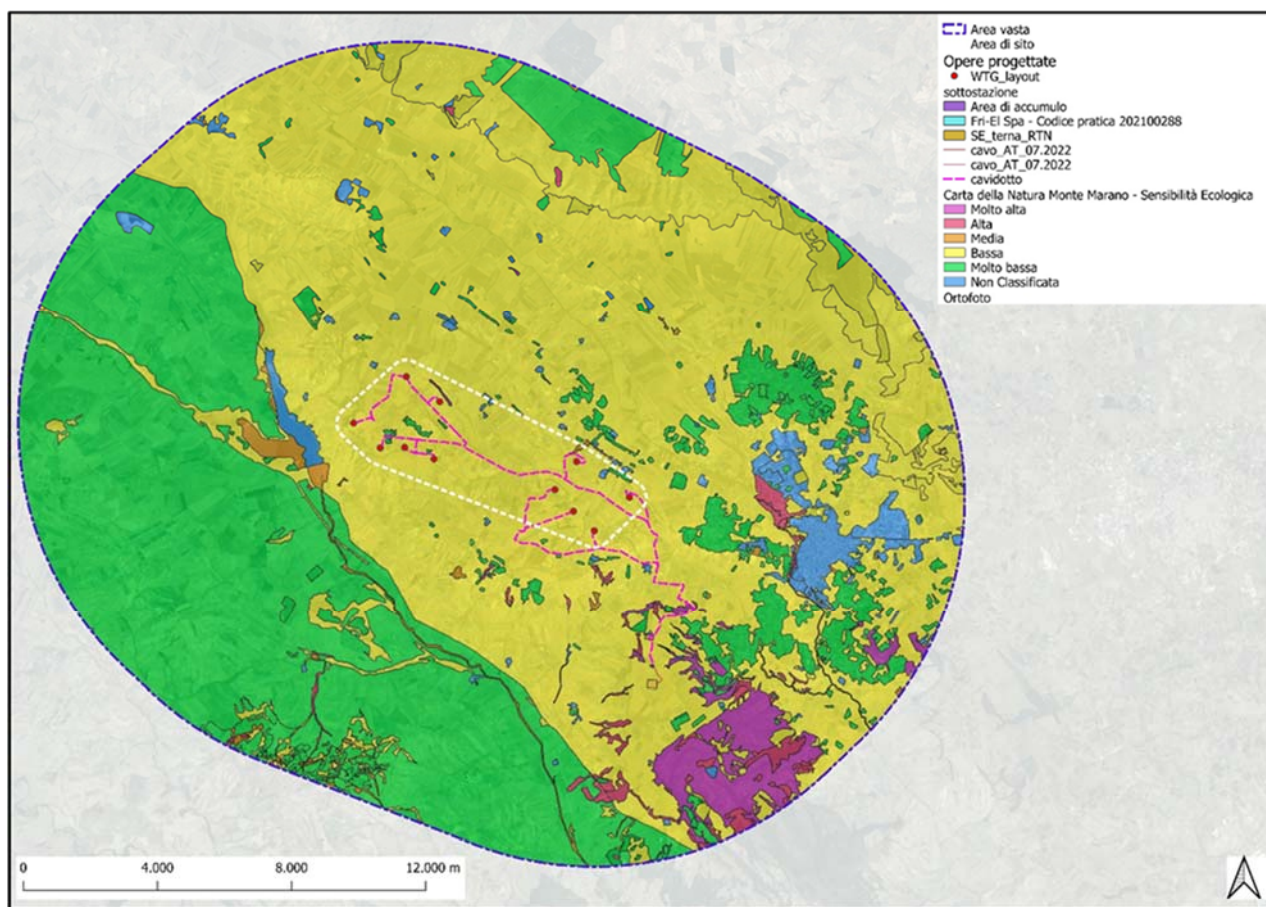 Area vasta
Area di sito
Opere progettate
WTG_layout
sottostazione
Area di accumulo
Fri-El Spa - Codice pratica 202100288
SE_terna_RTN
cavo_AT_07.2022
cavo_AT_07.2022
cavidotto
Carta della Natura Monte Marano - Sensibilità Ecologica
Molto alta
Alta
Media
Bassa
Molto bassa
Non Classificata
Ortofoto
0 4.000 8.000 12.000 m